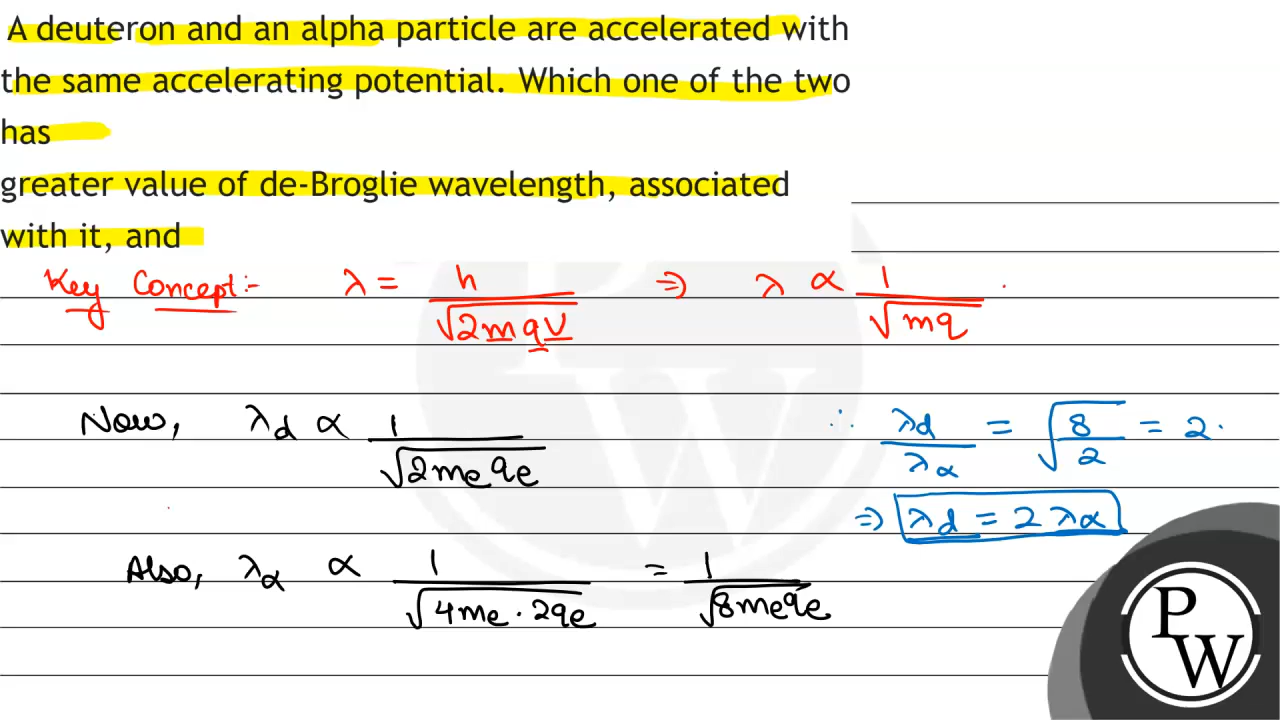 A deuteron and an alpha particle are accelerated with
the same accelerating potential. Which one of the two
has
greater value of de-Broglie wavelength, associated
with it, and
Key Concept:- λ = h/√(2mqV) ⇒ λ ∝ 1/√(mq)
Now, λd ∝ 1/√(2me qe)
∴ λd/λα = √(8/2) = 2.
⇒ λd = 2λα
Also, λα ∝ 1/√(4me · 2qe) = 1/√(8meqe)
P
W